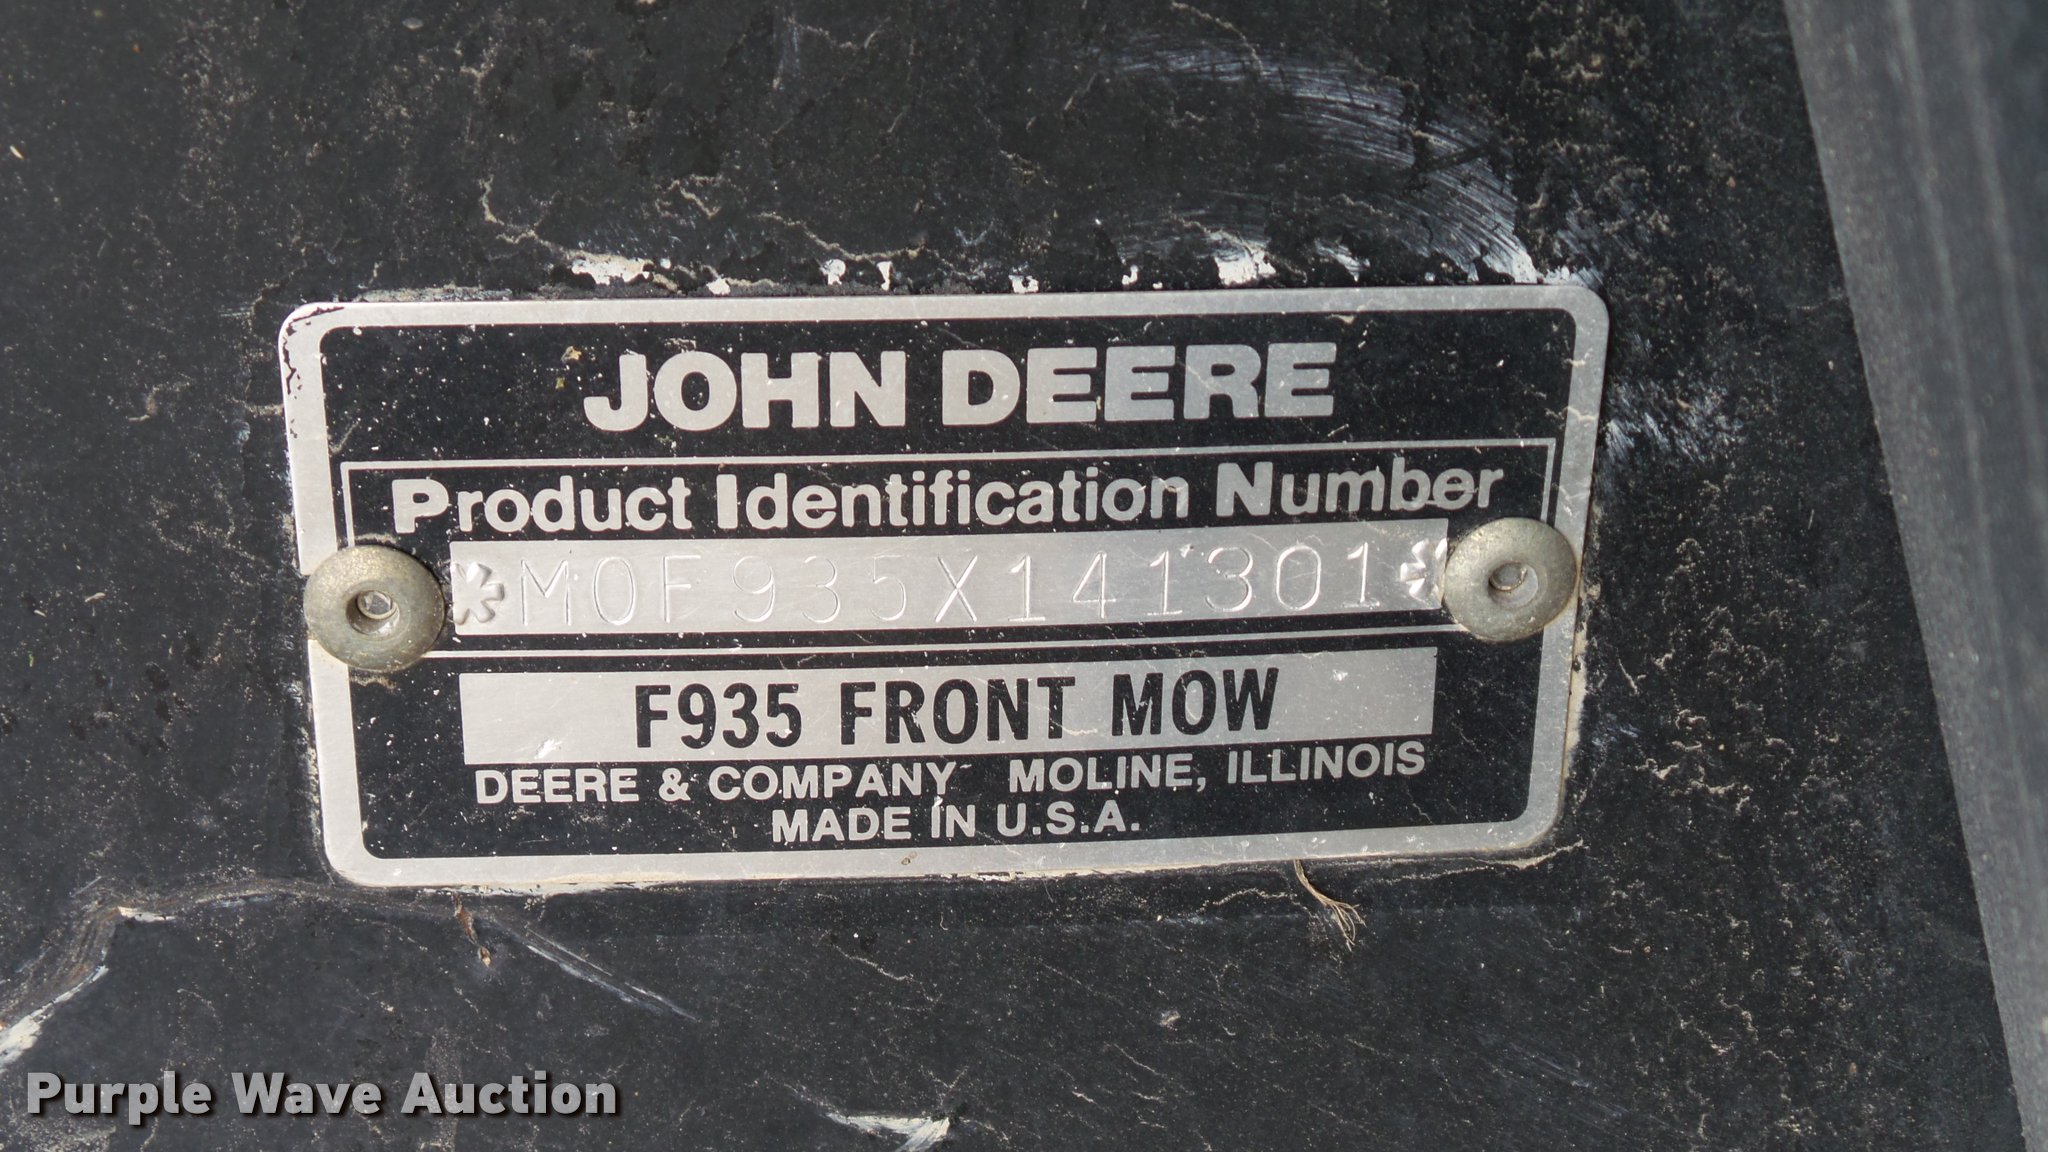 JOHN DEERE
Product Identification Number
*M0F935X141301*
F935 FRONT MOW
DEERE & COMPANY MOLINE, ILLINOIS
MADE IN U.S.A.
Purple Wave Auction